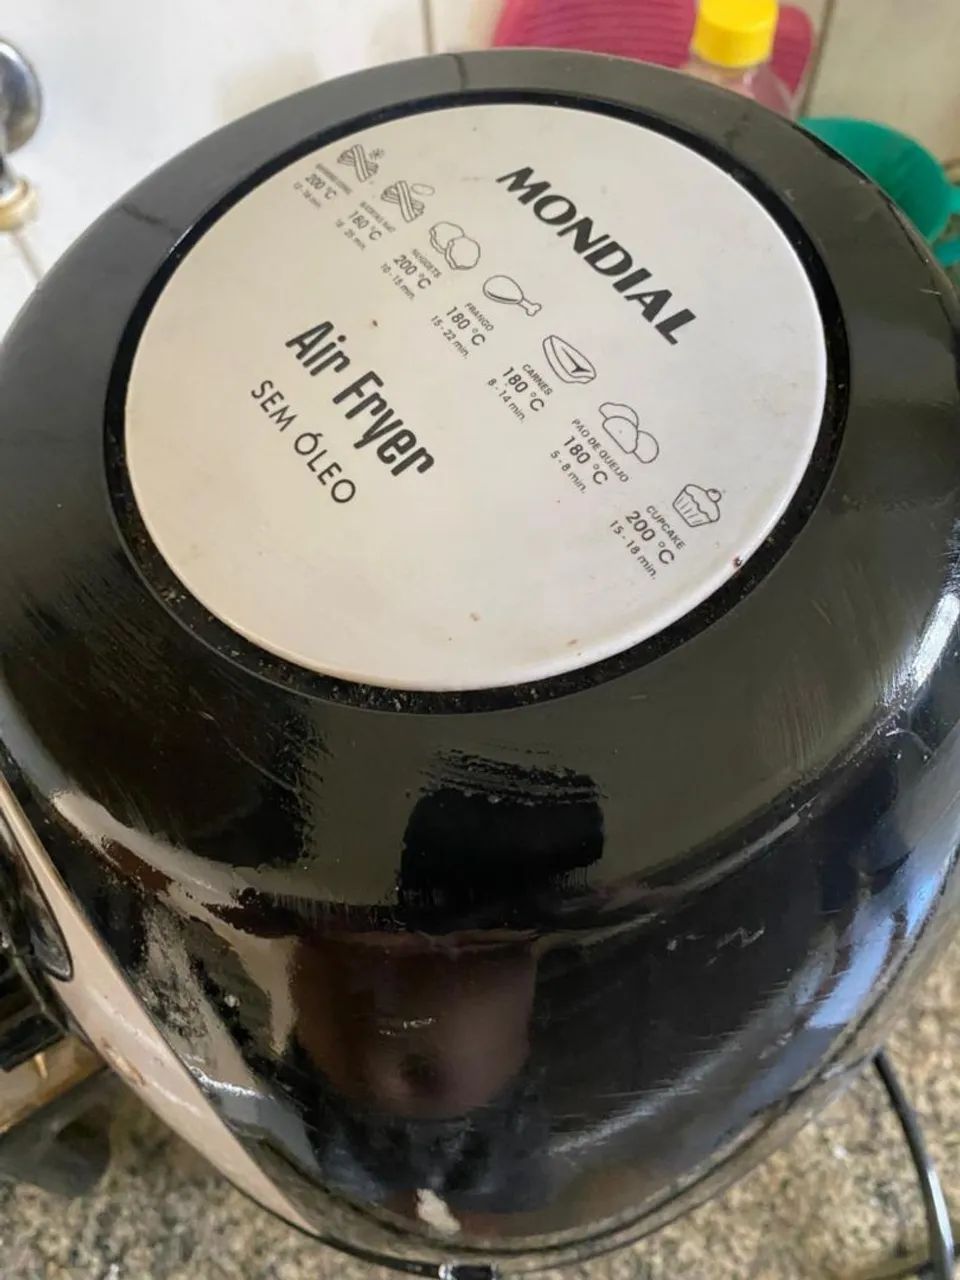 MONDIAL
200 °C
180 °C
NUGGETS
200 °C
10 - 15 min.
FRANGO
180 °C
15 - 22 min.
CARNES
180 °C
8 - 14 min.
PÃO DE QUEIJO
180 °C
5 - 8 min.
CUPCAKE
200 °C
15 - 18 min.
Air Fryer
SEM ÓLEO